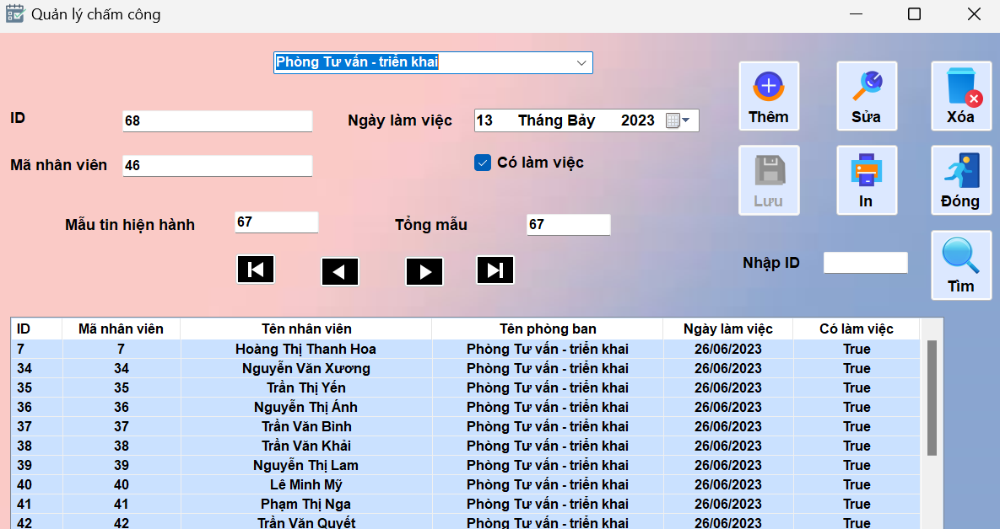 Quản lý chấm công
Phòng Tư vấn - triển khai
ID 68 Ngày làm việc 13 Tháng Bảy 2023
Mã nhân viên 46 Có làm việc
Mẫu tin hiện hành 67 Tổng mẫu 67
Thêm Sửa Xóa
Lưu In Đóng
Nhập ID Tìm
ID Mã nhân viên Tên nhân viên Tên phòng ban Ngày làm việc Có làm việc
7 7 Hoàng Thị Thanh Hoa Phòng Tư vấn - triển khai 26/06/2023 True
34 34 Nguyễn Văn Xương Phòng Tư vấn - triển khai 26/06/2023 True
35 35 Trần Thị Yến Phòng Tư vấn - triển khai 26/06/2023 True
36 36 Nguyễn Thị Ánh Phòng Tư vấn - triển khai 26/06/2023 True
37 37 Trần Văn Bình Phòng Tư vấn - triển khai 26/06/2023 True
38 38 Trần Văn Khải Phòng Tư vấn - triển khai 26/06/2023 True
39 39 Nguyễn Thị Lam Phòng Tư vấn - triển khai 26/06/2023 True
40 40 Lê Minh Mỹ Phòng Tư vấn - triển khai 26/06/2023 True
41 41 Phạm Thị Nga Phòng Tư vấn - triển khai 26/06/2023 True
42 42 Trần Văn Quyết Phòng Tư vấn - triển khai 26/06/2023 True